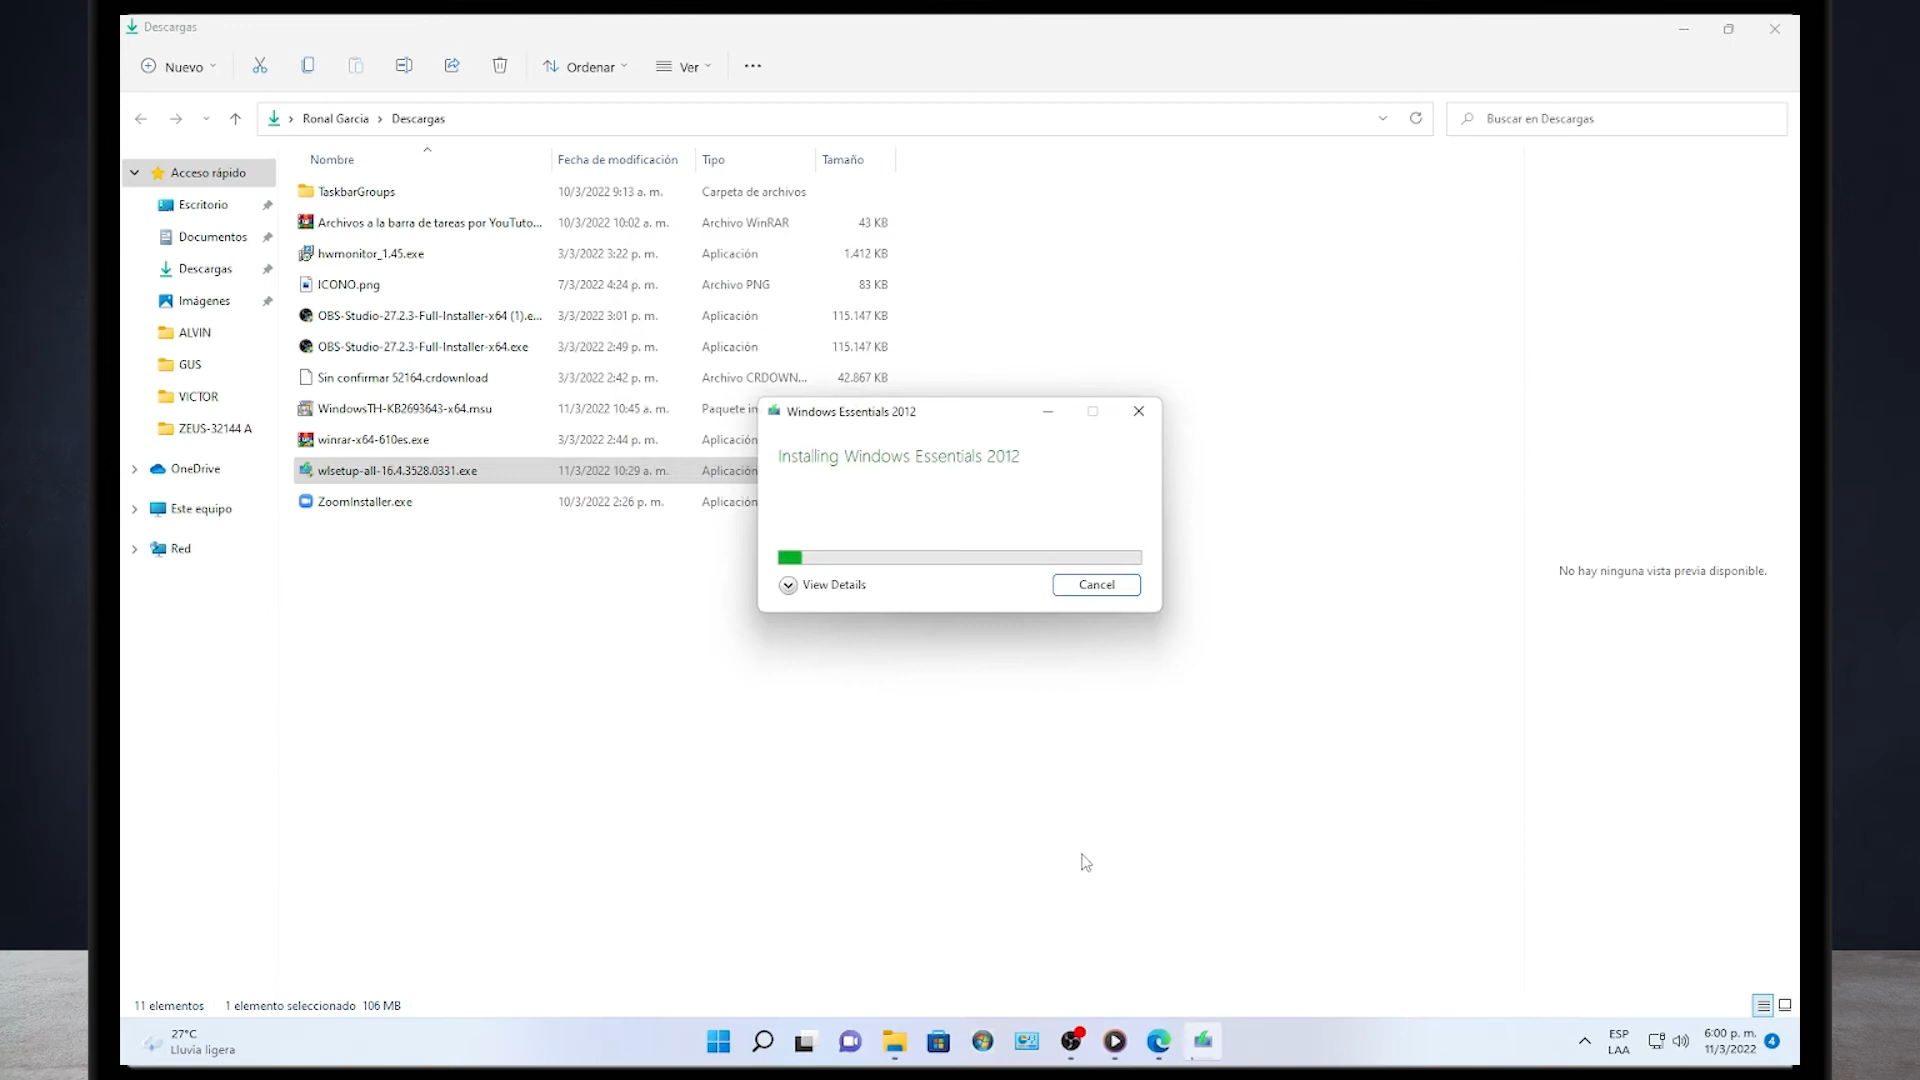 Descargas
Nuevo
Ordenar
Ver
Ronal Garcia > Descargas
Buscar en Descargas
Nombre Fecha de modificación Tipo Tamaño
Acceso rápido
Escritorio
Documentos
Descargas
Imágenes
ALVIN
GUS
VICTOR
ZEUS-32144 A
OneDrive
Este equipo
Red
TaskbarGroups 10/3/2022 9:13 a. m. Carpeta de archivos
Archivos a la barra de tareas por YouTuto... 10/3/2022 10:02 a. m. Archivo WinRAR 43 KB
hwmonitor_1.45.exe 3/3/2022 3:22 p. m. Aplicación 1.412 KB
ICONO.png 7/3/2022 4:24 p. m. Archivo PNG 83 KB
OBS-Studio-27.2.3-Full-Installer-x64 (1).e... 3/3/2022 3:01 p. m. Aplicación 115.147 KB
OBS-Studio-27.2.3-Full-Installer-x64.exe 3/3/2022 2:49 p. m. Aplicación 115.147 KB
Sin confirmar 52164.crdownload 3/3/2022 2:42 p. m. Archivo CRDOWN... 42.867 KB
WindowsTH-KB2693643-x64.msu 11/3/2022 10:45 a. m. Paquete in
winrar-x64-610es.exe 3/3/2022 2:44 p. m. Aplicación
wlsetup-all-16.4.3528.0331.exe 11/3/2022 10:29 a. m. Aplicación
ZoomInstaller.exe 10/3/2022 2:26 p. m. Aplicación
Windows Essentials 2012
Installing Windows Essentials 2012
View Details
Cancel
No hay ninguna vista previa disponible.
11 elementos 1 elemento seleccionado 106 MB
27°C
Lluvia ligera
ESP
LAA
6:00 p. m.
11/3/2022
4